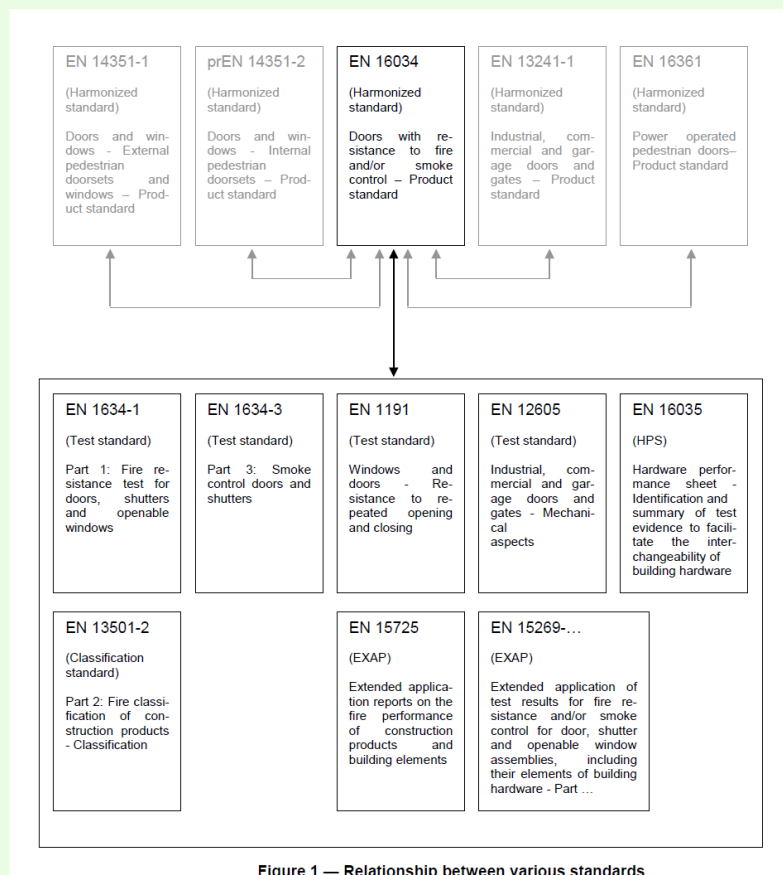 EN 14351-1
(Harmonized
standard)
Doors and win-
dows - External
pedestrian
doorsets and
windows – Prod-
uct standard
prEN 14351-2
(Harmonized
standard)
Doors and win-
dows - Internal
pedestrian
doorsets – Prod-
uct standard
EN 16034
(Harmonized
standard)
Doors with re-
sistance to fire
and/or smoke
control – Product
standard
EN 13241-1
(Harmonized
standard)
Industrial, com-
mercial and gar-
age doors and
gates – Product
standard
EN 16361
(Harmonized
standard)
Power operated
pedestrian doors–
Product standard
EN 1634-1
(Test standard)
Part 1: Fire re-
sistance test for
doors, shutters
and openable
windows
EN 1634-3
(Test standard)
Part 3: Smoke
control doors and
shutters
EN 1191
(Test standard)
Windows and
doors - Re-
sistance to re-
peated opening
and closing
EN 12605
(Test standard)
Industrial, com-
mercial and gar-
age doors and
gates - Mechani-
cal
aspects
EN 16035
(HPS)
Hardware perfor-
mance sheet -
Identification and
summary of test
evidence to facili-
tate the inter-
changeability of
building hardware
EN 13501-2
(Classification
standard)
Part 2: Fire classi-
fication of con-
struction products
- Classification
EN 15725
(EXAP)
Extended applica-
tion reports on the
fire performance
of construction
products and
building elements
EN 15269-…
(EXAP)
Extended application of
test results for fire re-
sistance and/or smoke
control for door, shutter
and openable window
assemblies, including
their elements of building
hardware - Part …
Figure 1 — Relationship between various standards